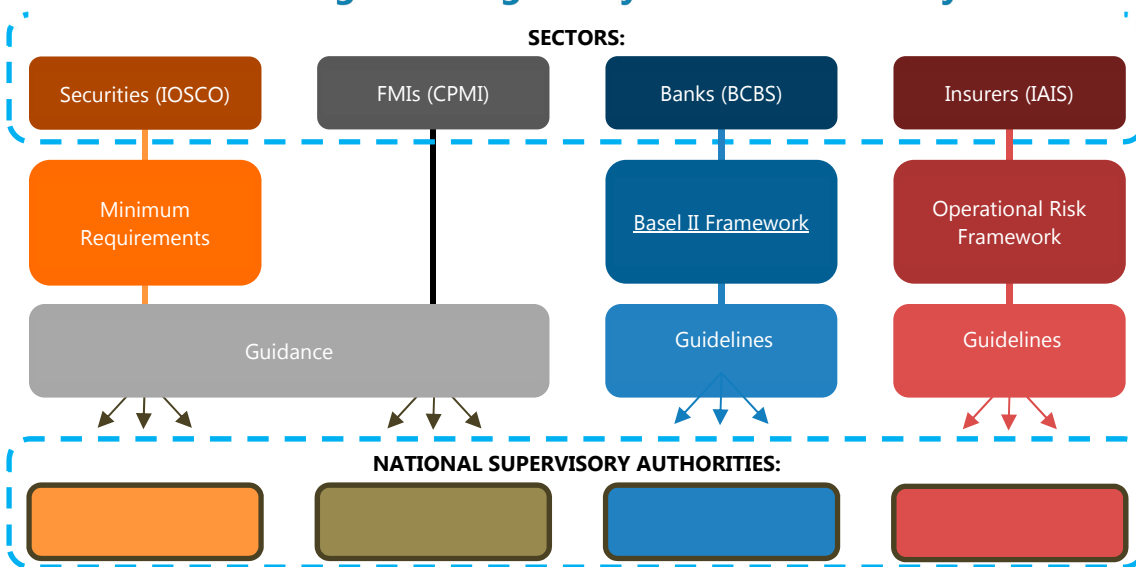 SECTORS:
Securities (IOSCO)
FMIs (CPMI)
Banks (BCBS)
Insurers (IAIS)
Minimum
Requirements
Basel II Framework
Operational Risk
Framework
Guidance
Guidelines
Guidelines
NATIONAL SUPERVISORY AUTHORITIES: